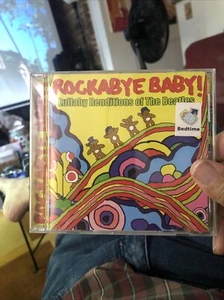 ROCKABYE BABY!
Lullaby Renditions of The Beatles
Bedtime